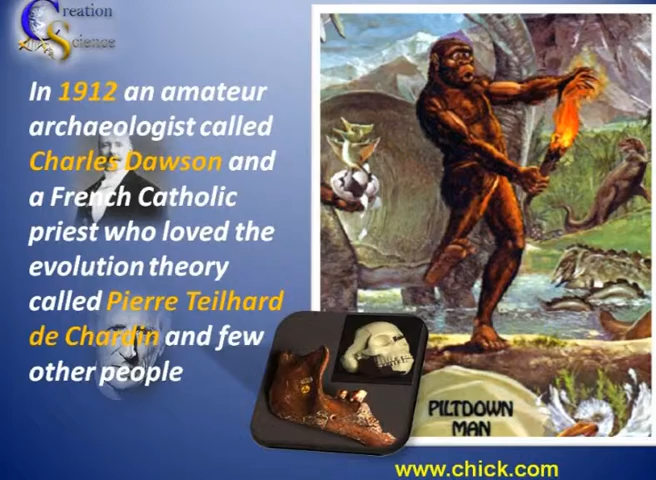 Creation
Science
In 1912 an amateur
archaeologist called
Charles Dawson and
a French Catholic
priest who loved the
evolution theory
called Pierre Teilhard
de Chardin and few
other people
PILTDOWN
MAN
www.chick.com